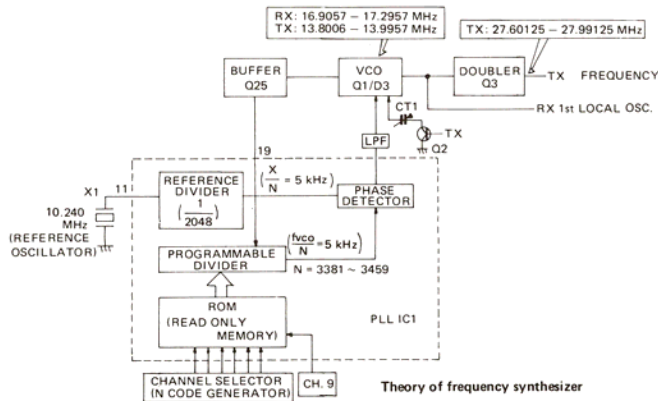 RX: 16.9057 – 17.2957 MHz
TX: 13.8006 – 13.9957 MHz
TX: 27.60125 – 27.99125 MHz
BUFFER
Q25
VCO
Q1/D3
DOUBLER
Q3
TX FREQUENCY
CT1
RX 1st LOCAL OSC.
TX
Q2
LPF
19
X1
11
REFERENCE
DIVIDER
(1/2048)
(X/N = 5 kHz)
PHASE
DETECTOR
10.240
MHz
(REFERENCE
OSCILLATOR)
PROGRAMMABLE
DIVIDER
(fvco/N = 5 kHz)
N = 3381 ~ 3459
ROM
(READ ONLY
MEMORY)
PLL IC1
CHANNEL SELECTOR
(N CODE GENERATOR)
CH. 9
Theory of frequency synthesizer